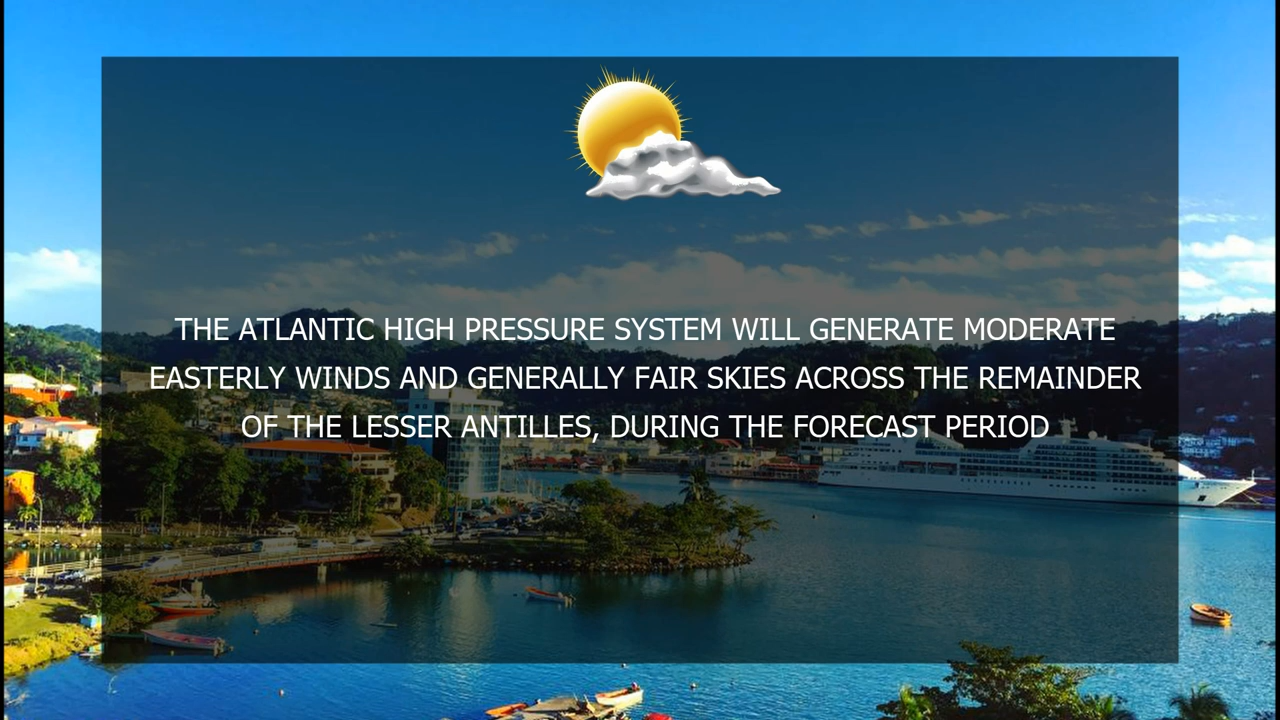 THE ATLANTIC HIGH PRESSURE SYSTEM WILL GENERATE MODERATE
EASTERLY WINDS AND GENERALLY FAIR SKIES ACROSS THE REMAINDER
OF THE LESSER ANTILLES, DURING THE FORECAST PERIOD